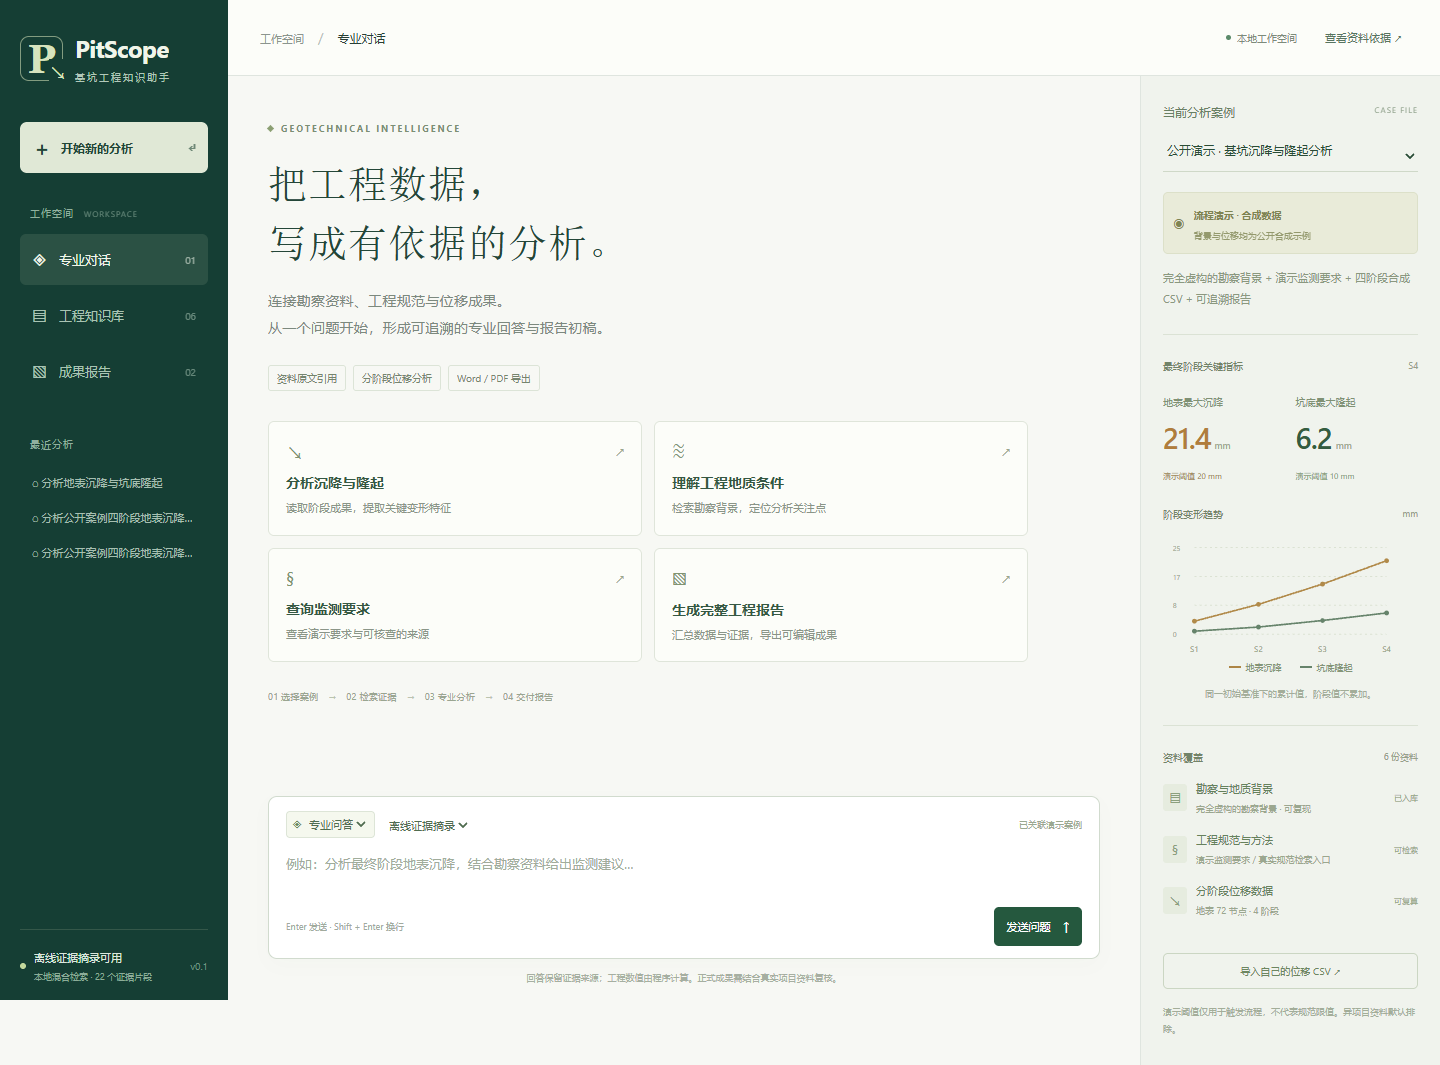 PitScope
基坑工程知识助手
+ 开始新的分析
工作空间 WORKSPACE
专业对话 01
工程知识库 06
成果报告 02
最近分析
分析地表沉降与坑底隆起
分析公开案例四阶段地表沉降...
分析公开案例四阶段地表沉降...
离线证据摘录可用
本地混合检索 · 22 个证据片段
v0.1
工作空间 / 专业对话
本地工作空间
查看资料依据 ↗
GEOTECHNICAL INTELLIGENCE
把工程数据，
写成有依据的分析。
连接勘察资料、工程规范与位移成果。
从一个问题开始，形成可追溯的专业回答与报告初稿。
资料原文引用
分阶段位移分析
Word / PDF 导出
分析沉降与隆起
读取阶段成果，提取关键变形特征
理解工程地质条件
检索勘察背景，定位分析关注点
§
查询监测要求
查看演示要求与可核查的来源
生成完整工程报告
汇总数据与证据，导出可编辑成果
01 选择案例 → 02 检索证据 → 03 专业分析 → 04 交付报告
专业问答
离线证据摘录
已关联演示案例
例如：分析最终阶段地表沉降，结合勘察资料给出监测建议...
Enter 发送 · Shift + Enter 换行
发送问题 ↑
回答保留证据来源；工程数值由程序计算。正式成果需结合真实项目资料复核。
当前分析案例 CASE FILE
公开演示 · 基坑沉降与隆起分析
流程演示 · 合成数据
背景与位移均为公开合成示例
完全虚构的勘察背景 + 演示监测要求 + 四阶段合成
CSV + 可追溯报告
最终阶段关键指标 S4
地表最大沉降
21.4 mm
演示阈值 20 mm
坑底最大隆起
6.2 mm
演示阈值 10 mm
阶段变形趋势 mm
25
17
8
0
S1 S2 S3 S4
地表沉降 坑底隆起
同一初始基准下的累计值，阶段值不累加。
资料覆盖 6 份资料
勘察与地质背景
完全虚构的勘察背景 · 可复现
已入库
§
工程规范与方法
演示监测要求 / 真实规范检索入口
可检索
分阶段位移数据
地表 72 节点 · 4 阶段
可复算
导入自己的位移 CSV ↗
演示阈值仅用于触发流程，不代表规范限值。异项目资料默认排
除。